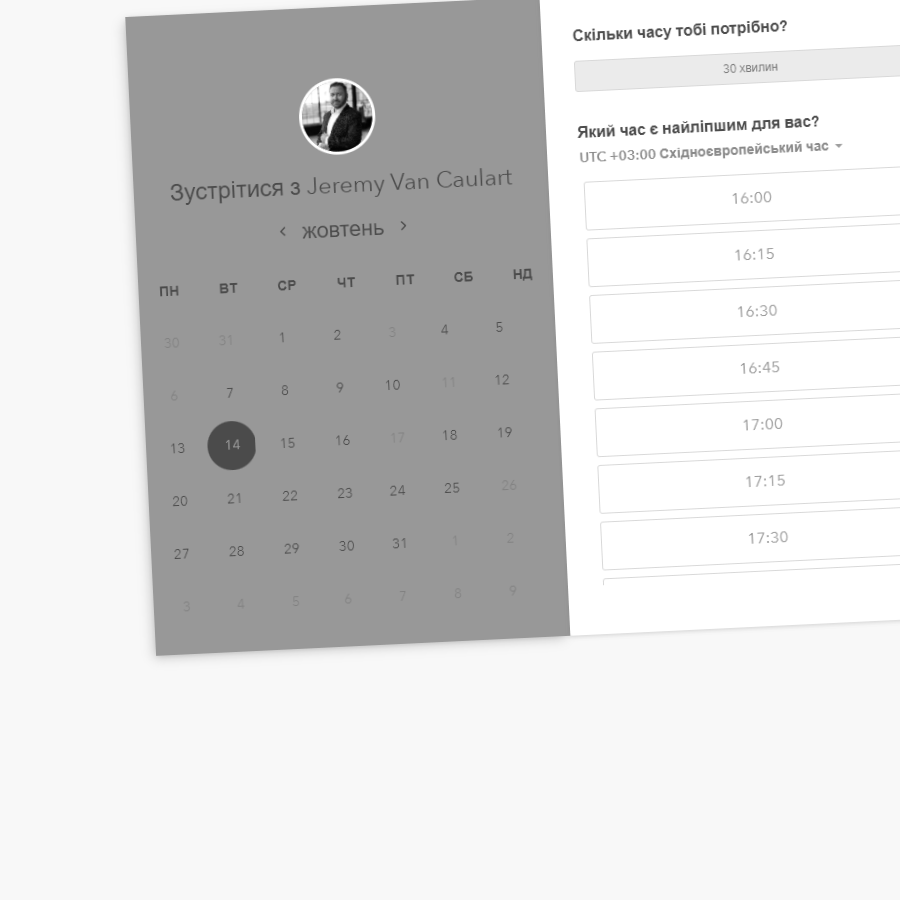 Зустрітися з Jeremy Van Caulart
жовтень
ПН ВТ СР ЧТ ПТ СБ НД
30 31 1 2 3 4 5
6 7 8 9 10 11 12
13 14 15 16 17 18 19
20 21 22 23 24 25 26
27 28 29 30 31 1 2
3 4 5 6 7 8 9
Скільки часу тобі потрібно?
30 хвилин
Який час є найліпшим для вас?
UTC +03:00 Східноєвропейський час
16:00
16:15
16:30
16:45
17:00
17:15
17:30